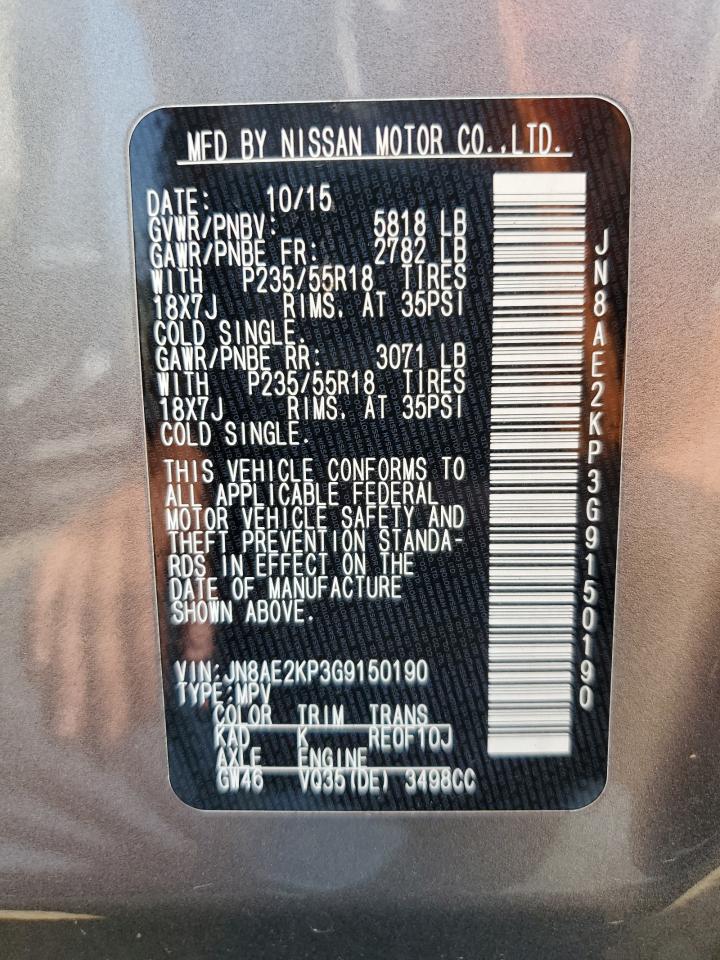 MFD BY NISSAN MOTOR CO.,LTD.
DATE: 10/15
GVWR/PNBV: 5818 LB
GAWR/PNBE FR: 2782 LB
WITH P235/55R18 TIRES
18X7J RIMS. AT 35PSI
COLD SINGLE.
GAWR/PNBE RR: 3071 LB
WITH P235/55R18 TIRES
18X7J RIMS. AT 35PSI
COLD SINGLE.
THIS VEHICLE CONFORMS TO
ALL APPLICABLE FEDERAL
MOTOR VEHICLE SAFETY AND
THEFT PREVENTION STANDA-
RDS IN EFFECT ON THE
DATE OF MANUFACTURE
SHOWN ABOVE.
VIN:JN8AE2KP3G9150190
TYPE:MPV
COLOR TRIM TRANS
KAD K RE0F10J
AXLE ENGINE
GW46 VQ35(DE) 3498CC
JN8AE2KP3G9150190